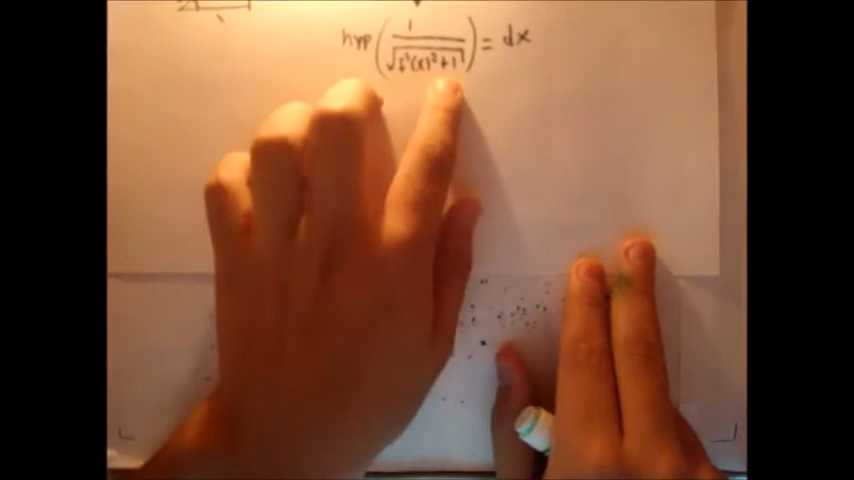 hyp(1/√(f'(x)²+1)) = dx